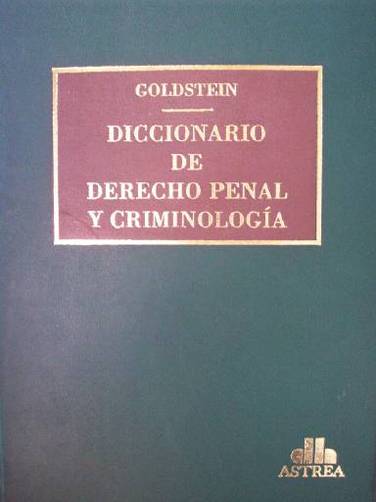 GOLDSTEIN
DICCIONARIO
DE
DERECHO PENAL
Y CRIMINOLOGÍA
ASTREA